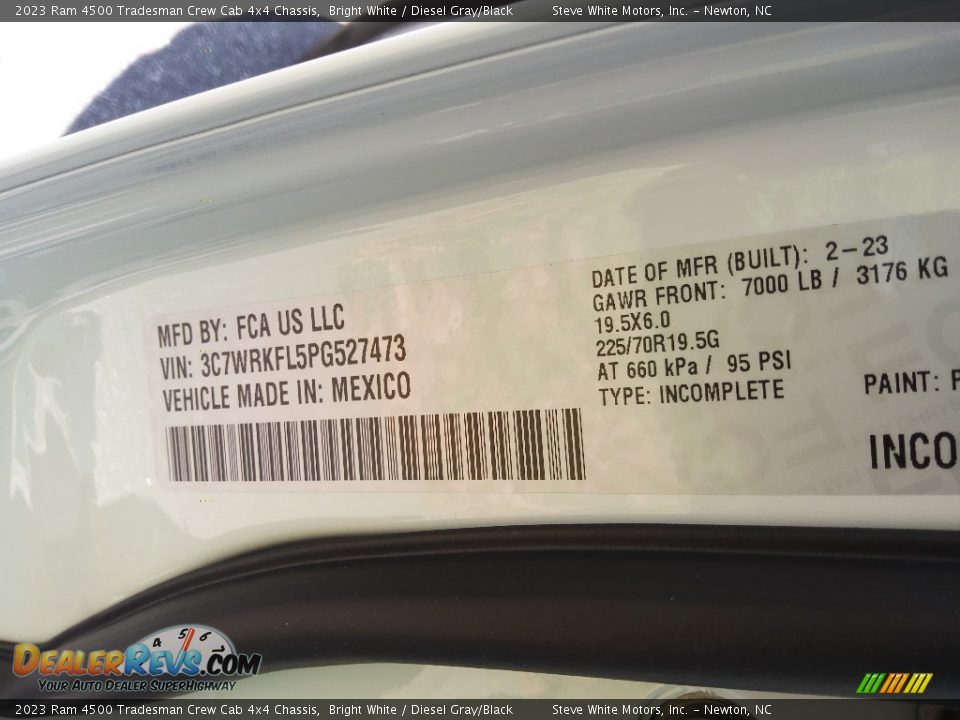 2023 Ram 4500 Tradesman Crew Cab 4x4 Chassis, Bright White / Diesel Gray/Black Steve White Motors, Inc. - Newton, NC
MFD BY: FCA US LLC
VIN: 3C7WRKFL5PG527473
VEHICLE MADE IN: MEXICO
DATE OF MFR (BUILT): 2-23
GAWR FRONT: 7000 LB / 3176 KG
19.5X6.0
225/70R19.5G
AT 660 kPa / 95 PSI
TYPE: INCOMPLETE
PAINT: P
INCO
4 5 6
DealerRevs.com
Your Auto Dealer SuperHighway
2023 Ram 4500 Tradesman Crew Cab 4x4 Chassis, Bright White / Diesel Gray/Black Steve White Motors, Inc. - Newton, NC